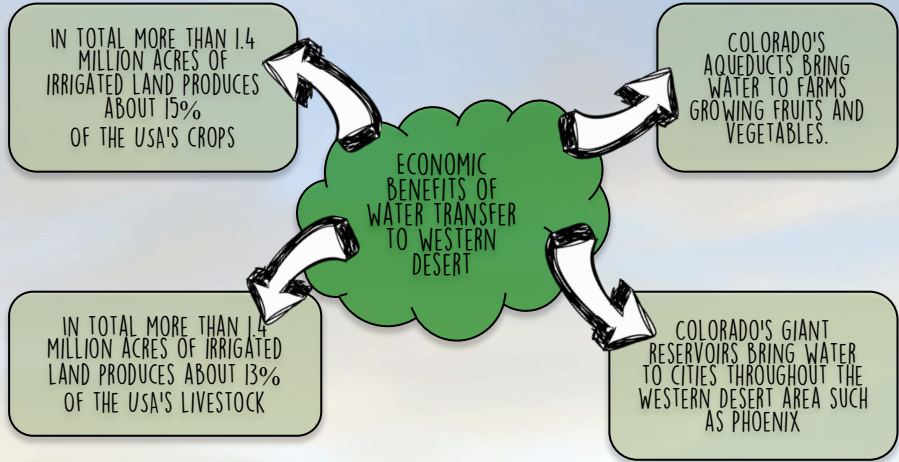 IN TOTAL MORE THAN 1.4
MILLION ACRES OF
IRRIGATED LAND PRODUCES
ABOUT 15%
OF THE USA'S CROPS
COLORADO'S
AQUEDUCTS BRING
WATER TO FARMS
GROWING FRUITS AND
VEGETABLES.
ECONOMIC
BENEFITS OF
WATER TRANSFER
TO WESTERN
DESERT
IN TOTAL MORE THAN 1.4
MILLION ACRES OF IRRIGATED
LAND PRODUCES ABOUT 13%
OF THE USA'S LIVESTOCK
COLORADO'S GIANT
RESERVOIRS BRING WATER
TO CITIES THROUGHOUT THE
WESTERN DESERT AREA SUCH
AS PHOENIX